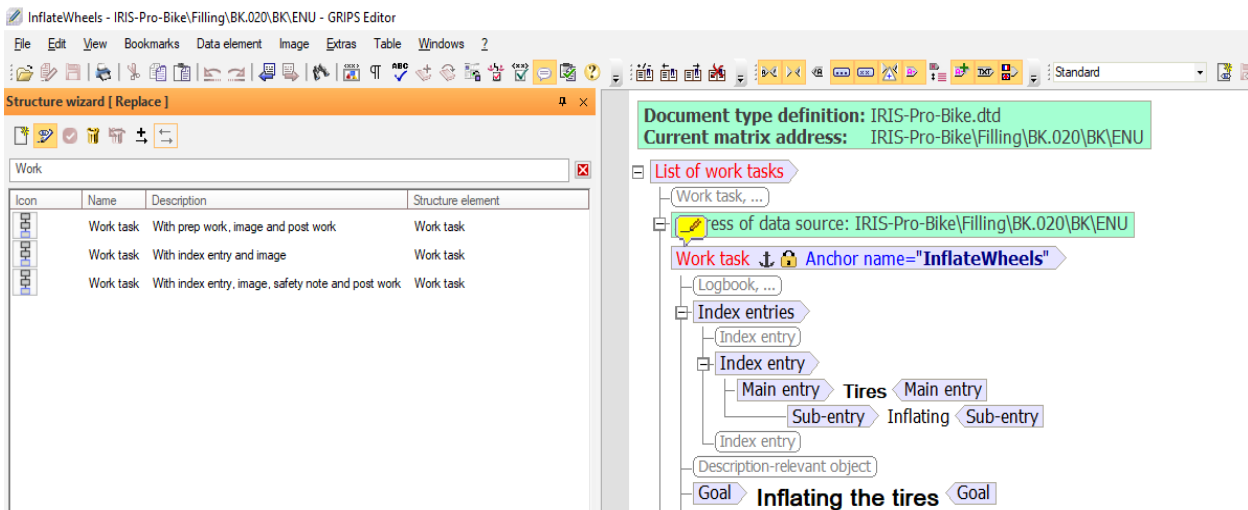 InflateWheels - IRIS-Pro-Bike\Filling\BK.020\BK\ENU - GRIPS Editor
File Edit View Bookmarks Data element Image Extras Table Windows ?
Standard
Structure wizard [ Replace ]
Work
Icon Name Description Structure element
Work task With prep work, image and post work Work task
Work task With index entry and image Work task
Work task With index entry, image, safety note and post work Work task
Document type definition: IRIS-Pro-Bike.dtd
Current matrix address: IRIS-Pro-Bike\Filling\BK.020\BK\ENU
List of work tasks
Work task, ...
ress of data source: IRIS-Pro-Bike\Filling\BK.020\BK\ENU
Work task Anchor name="InflateWheels"
Logbook, ...
Index entries
Index entry
Index entry
Main entry Tires Main entry
Sub-entry Inflating Sub-entry
Index entry
Description-relevant object
Goal Inflating the tires Goal